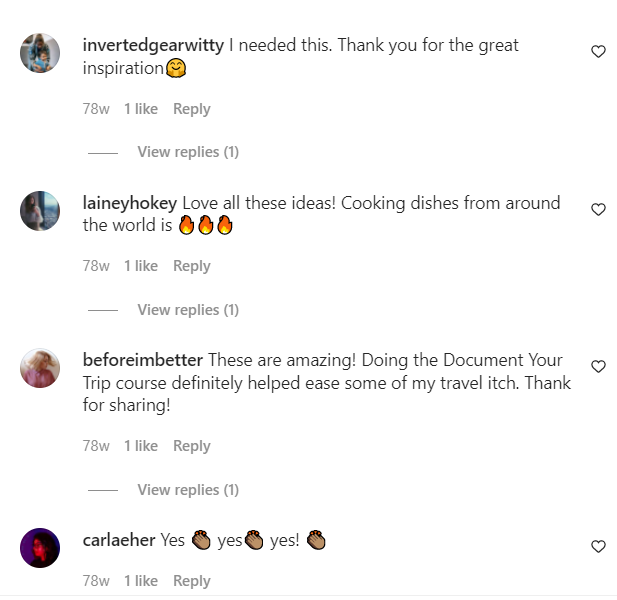 invertedgearwitty I needed this. Thank you for the great
inspiration🤗
78w 1 like Reply
View replies (1)
laineyhokey Love all these ideas! Cooking dishes from around
the world is 🔥🔥🔥
78w 1 like Reply
View replies (1)
beforeimbetter These are amazing! Doing the Document Your
Trip course definitely helped ease some of my travel itch. Thank
for sharing!
78w 1 like Reply
View replies (1)
carlaeher Yes 👏🏽 yes👏🏽 yes! 👏🏽
78w 1 like Reply